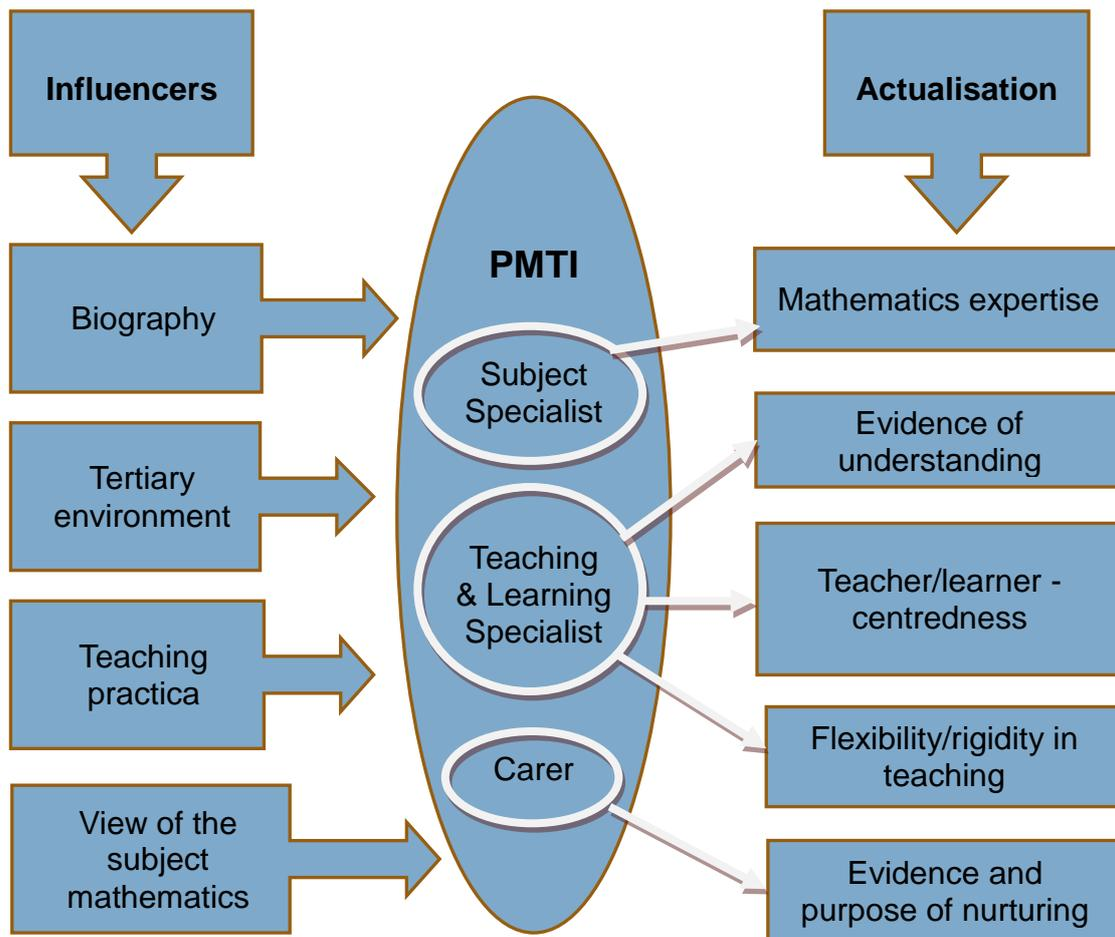 Influencers
Biography
Tertiary
environment
Teaching
practica
View of the
subject
mathematics
PMTI
Subject
Specialist
Teaching
& Learning
Specialist
Carer
Actualisation
Mathematics expertise
Evidence of
understanding
Teacher/learner -
centredness
Flexibility/rigidity in
teaching
Evidence and
purpose of nurturing